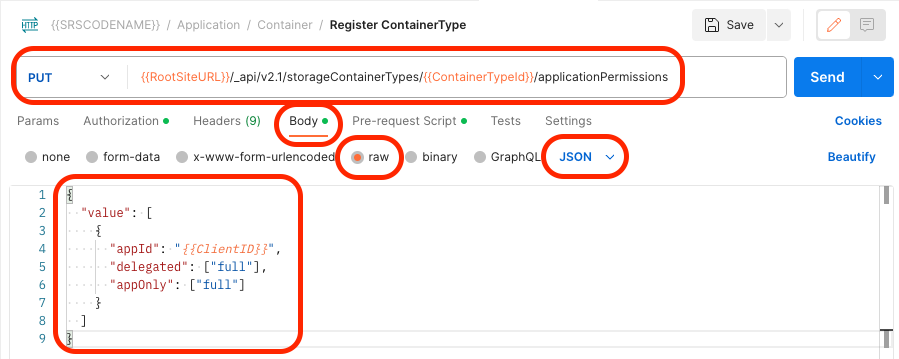 HTTP {{SRSCODENAME}} / Application / Container / Register ContainerType Save
PUT {{RootSiteURL}}/_api/v2.1/storageContainerTypes/{{ContainerTypeId}}/applicationPermissions Send
Params Authorization Headers (9) Body Pre-request Script Tests Settings Cookies
none form-data x-www-form-urlencoded raw binary GraphQL JSON Beautify
1 {
2 "value": [
3 {
4 "appId": "{{ClientID}}",
5 "delegated": ["full"],
6 "appOnly": ["full"]
7 }
8 ]
9 }